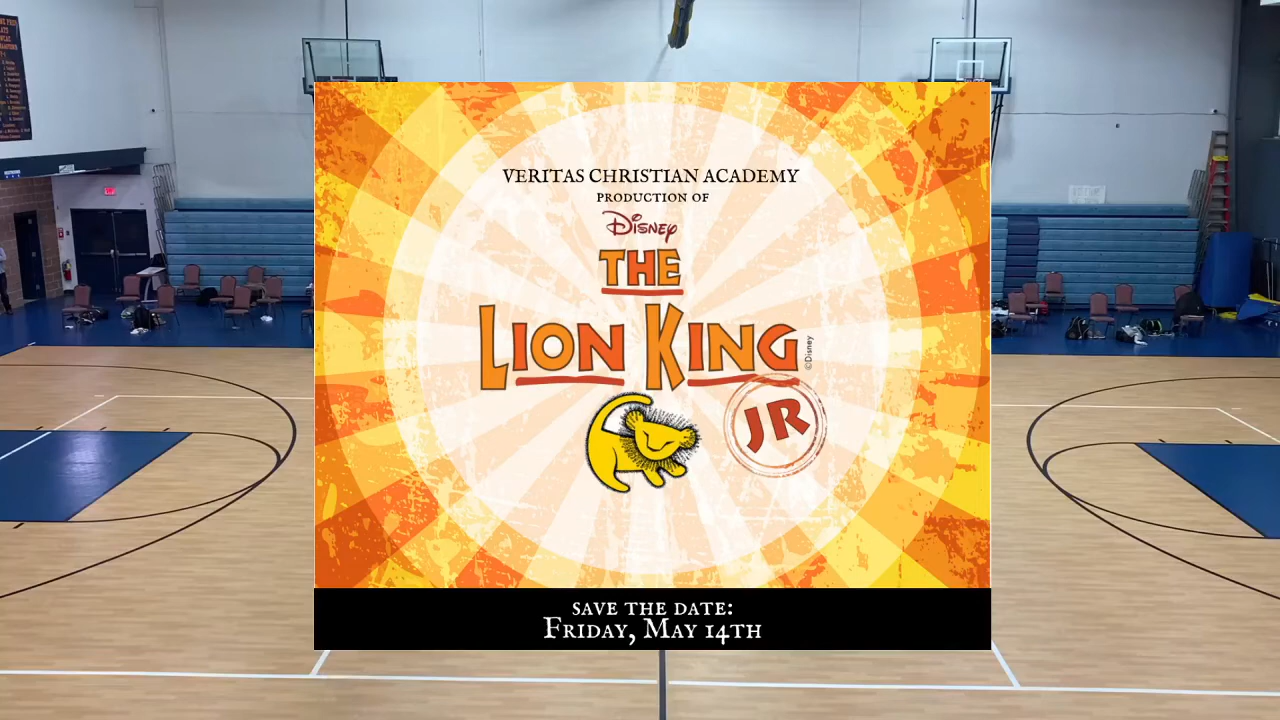 VERITAS CHRISTIAN ACADEMY
PRODUCTION OF
Disney
THE
LION KING
©Disney
JR
SAVE THE DATE:
FRIDAY, MAY 14TH